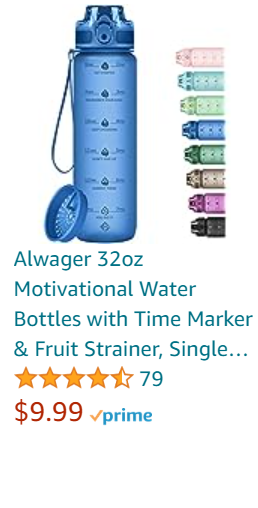 Alwager 32oz
Motivational Water
Bottles with Time Marker
& Fruit Strainer, Single...
79
$9.99 prime